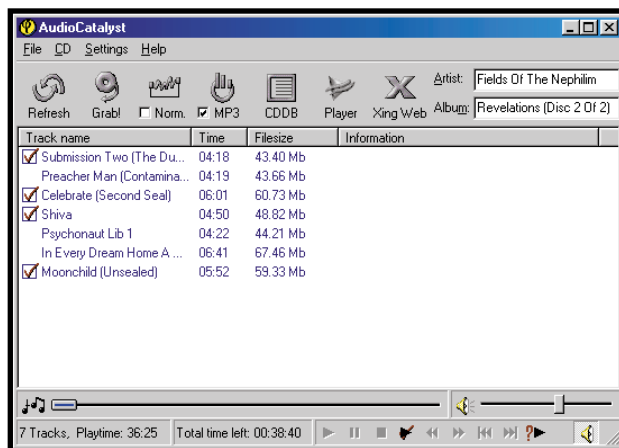 AudioCatalyst
File CD Settings Help
Refresh Grab! Norm. MP3 CDDB Player Xing Web
Artist: Fields Of The Nephilim
Album: Revelations (Disc 2 Of 2)
Track name Time Filesize Information
Submission Two (The Du... 04:18 43.40 Mb
Preacher Man (Contamina... 04:19 43.66 Mb
Celebrate (Second Seal) 06:01 60.73 Mb
Shiva 04:50 48.82 Mb
Psychonaut Lib 1 04:22 44.21 Mb
In Every Dream Home A ... 06:41 67.46 Mb
Moonchild (Unsealed) 05:52 59.33 Mb
7 Tracks, Playtime: 36:25 Total time left: 00:38:40